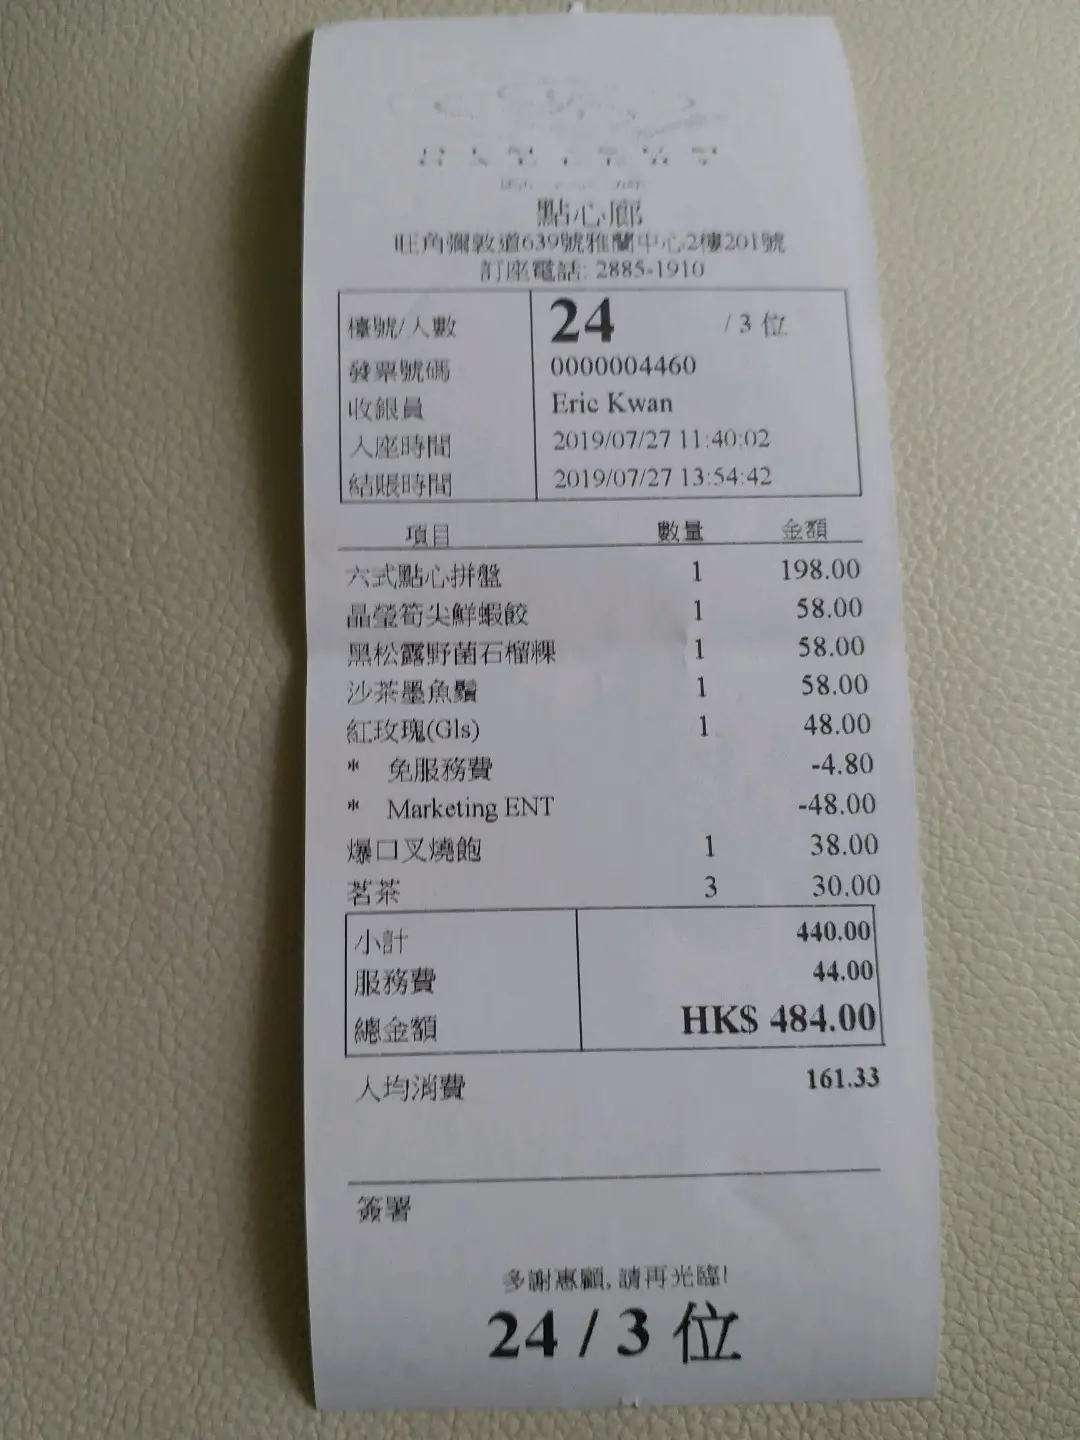 點心廊
旺角彌敦道639號雅蘭中心2樓201號
訂座電話: 2885-1910
檯號/人數 24 / 3 位
發票號碼 0000004460
收銀員 Eric Kwan
入座時間 2019/07/27 11:40:02
結賬時間 2019/07/27 13:54:42
項目 數量 金額
六式點心拼盤 1 198.00
晶瑩筍尖鮮蝦餃 1 58.00
黑松露野菌石榴粿 1 58.00
沙茶墨魚鬚 1 58.00
紅玫瑰(Gls) 1 48.00
* 免服務費 -4.80
* Marketing ENT -48.00
爆口叉燒飽 1 38.00
茗茶 3 30.00
小計 440.00
服務費 44.00
總金額 HK$ 484.00
人均消費 161.33
簽署
多謝惠顧, 請再光臨!
24 / 3 位